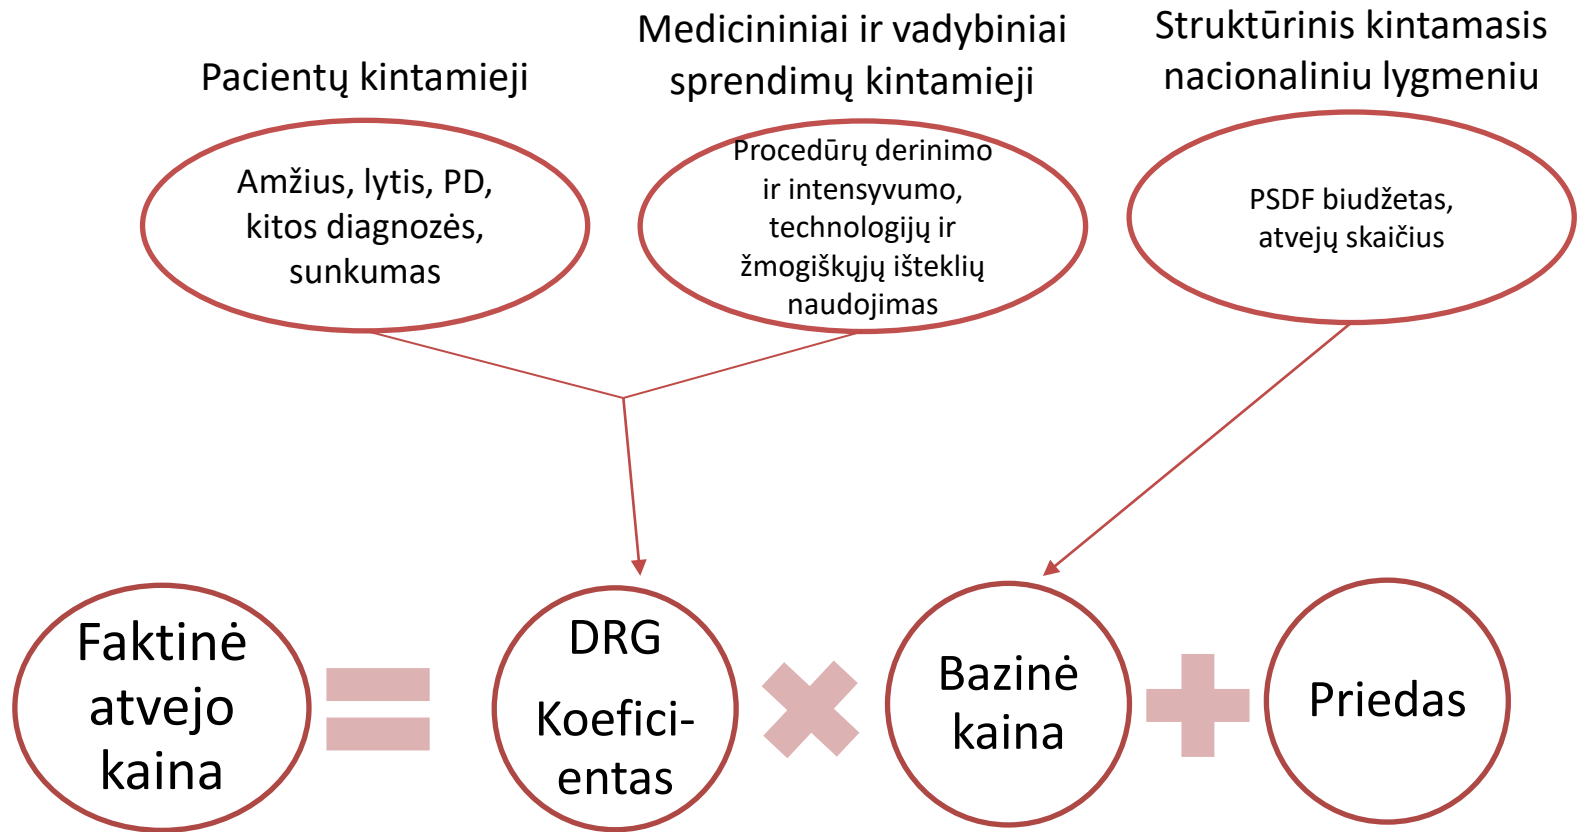 Pacientų kintamieji
Medicininiai ir vadybiniai
sprendimų kintamieji
Struktūrinis kintamasis
nacionaliniu lygmeniu
Amžius, lytis, PD,
kitos diagnozės,
sunkumas
Procedūrų derinimo
ir intensyvumo,
technologijų ir
žmogiškųjų išteklių
naudojimas
PSDF biudžetas,
atvejų skaičius
Faktinė
atvejo
kaina
DRG
Koefici-
entas
Bazinė
kaina
Priedas